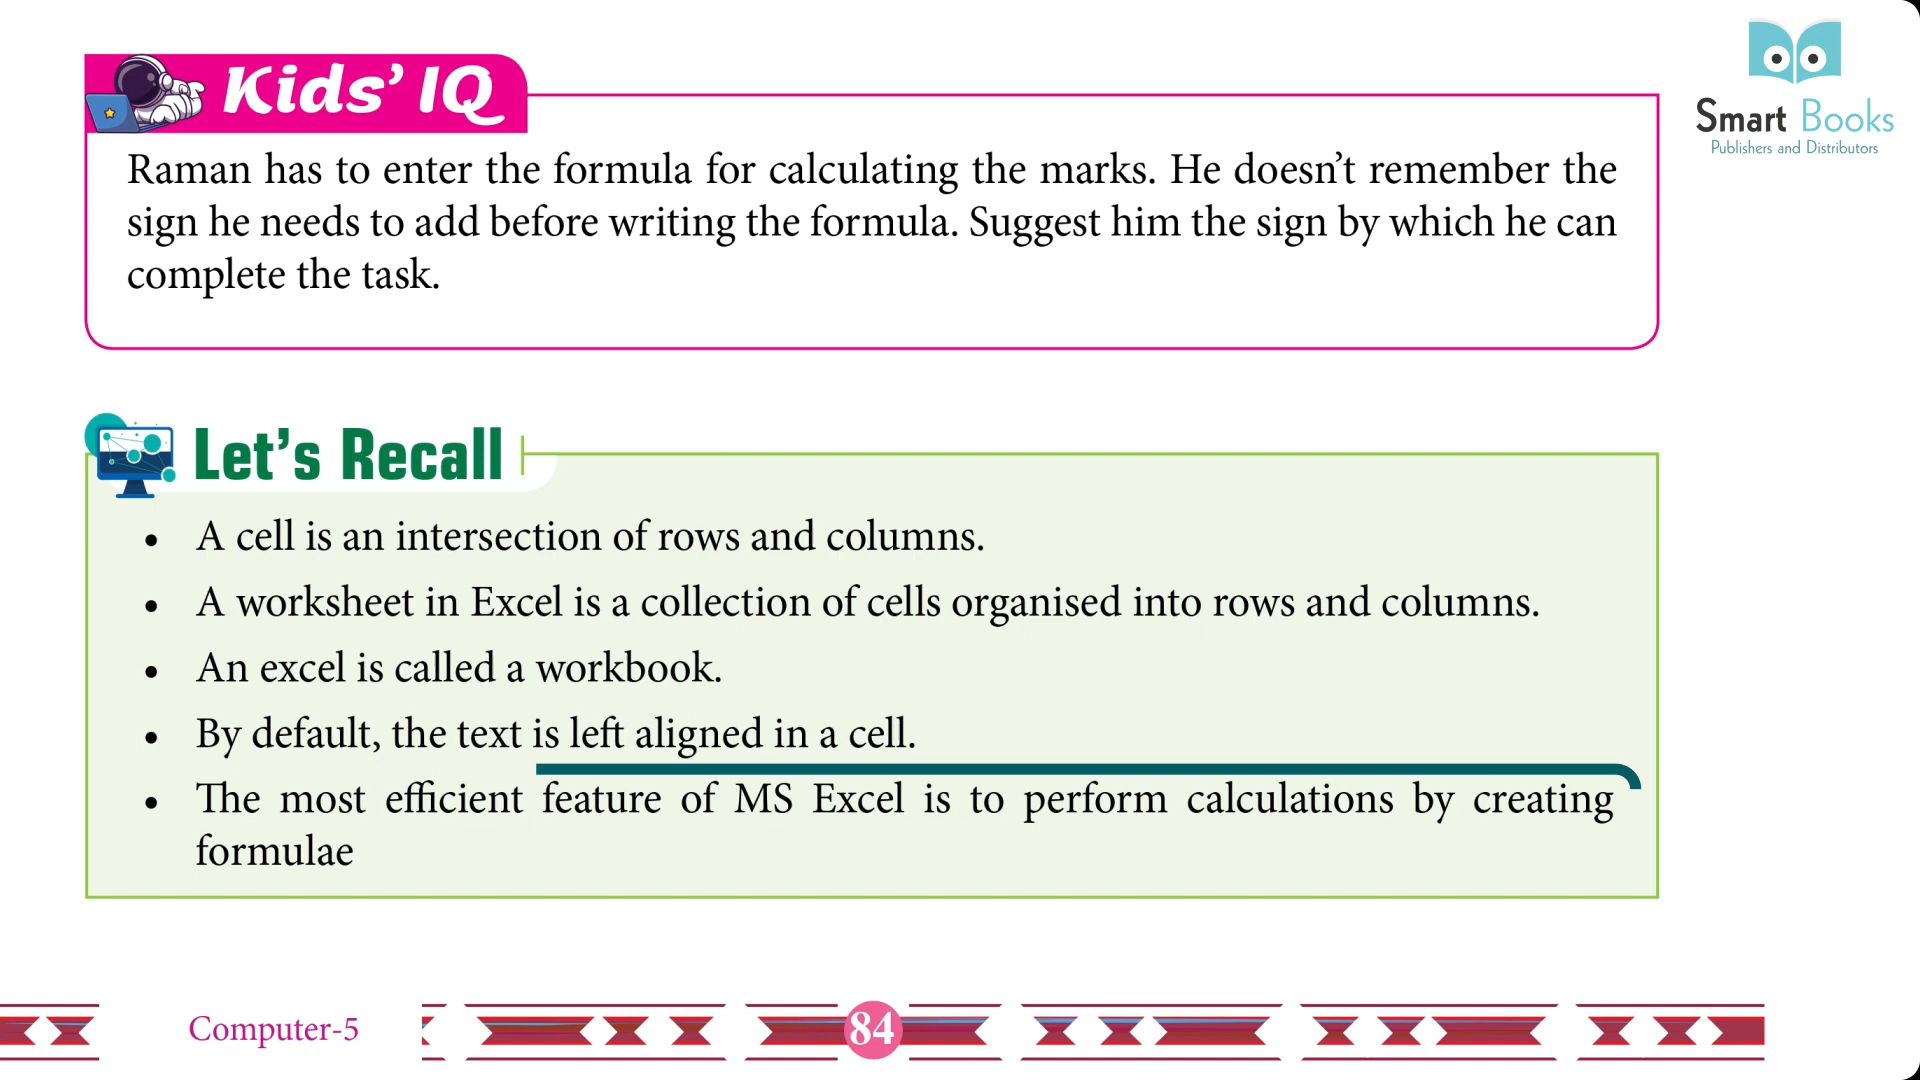 Kids’ IQ
Smart Books
Publishers and Distributors
Raman has to enter the formula for calculating the marks. He doesn’t remember the
sign he needs to add before writing the formula. Suggest him the sign by which he can
complete the task.
Let’s Recall
• A cell is an intersection of rows and columns.
• A worksheet in Excel is a collection of cells organised into rows and columns.
• An excel is called a workbook.
• By default, the text is left aligned in a cell.
• The most efficient feature of MS Excel is to perform calculations by creating
formulae
Computer-5
84